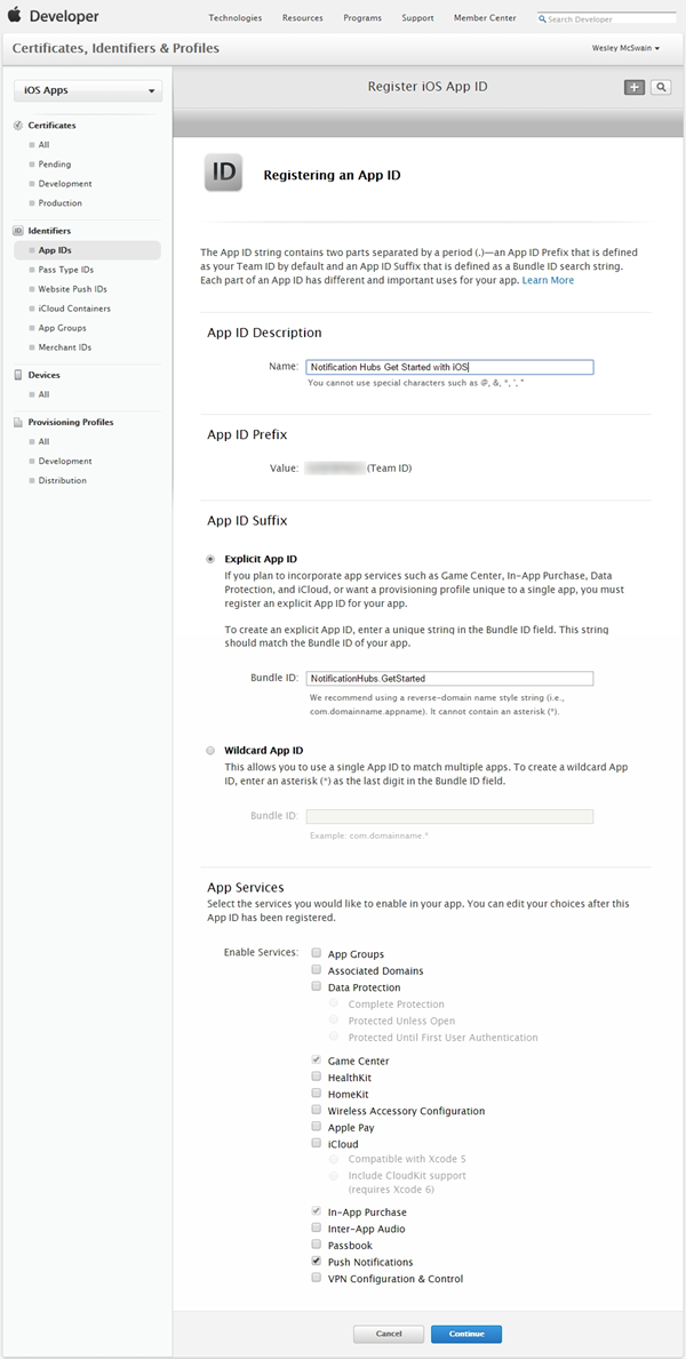 Developer
Technologies
Resources
Programs
Support
Member Center
Search Developer
Certificates, Identifiers & Profiles
Wesley McSwain
iOS Apps
Register iOS App ID
Certificates
All
Pending
Development
Production
Identifiers
App IDs
Pass Type IDs
Website Push IDs
iCloud Containers
App Groups
Merchant IDs
Devices
All
Provisioning Profiles
All
Development
Distribution
ID
Registering an App ID
The App ID string contains two parts separated by a period (.)—an App ID Prefix that is defined
as your Team ID by default and an App ID Suffix that is defined as a Bundle ID search string.
Each part of an App ID has different and important uses for your app. Learn More
App ID Description
Name: Notification Hubs Get Started with iOS
You cannot use special characters such as @, &, *, ', "
App ID Prefix
Value: (Team ID)
App ID Suffix
Explicit App ID
If you plan to incorporate app services such as Game Center, In-App Purchase, Data
Protection, and iCloud, or want a provisioning profile unique to a single app, you must
register an explicit App ID for your app.
To create an explicit App ID, enter a unique string in the Bundle ID field. This string
should match the Bundle ID of your app.
Bundle ID: NotificationHubs.GetStarted
We recommend using a reverse-domain name style string (i.e.,
com.domainname.appname). It cannot contain an asterisk (*).
Wildcard App ID
This allows you to use a single App ID to match multiple apps. To create a wildcard App
ID, enter an asterisk (*) as the last digit in the Bundle ID field.
Bundle ID:
Example: com.domainname.*
App Services
Select the services you would like to enable in your app. You can edit your choices after this
App ID has been registered.
Enable Services:
App Groups
Associated Domains
Data Protection
Complete Protection
Protected Unless Open
Protected Until First User Authentication
Game Center
HealthKit
HomeKit
Wireless Accessory Configuration
Apple Pay
iCloud
Compatible with Xcode 5
Include CloudKit support
(requires Xcode 6)
In-App Purchase
Inter-App Audio
Passbook
Push Notifications
VPN Configuration & Control
Cancel
Continue